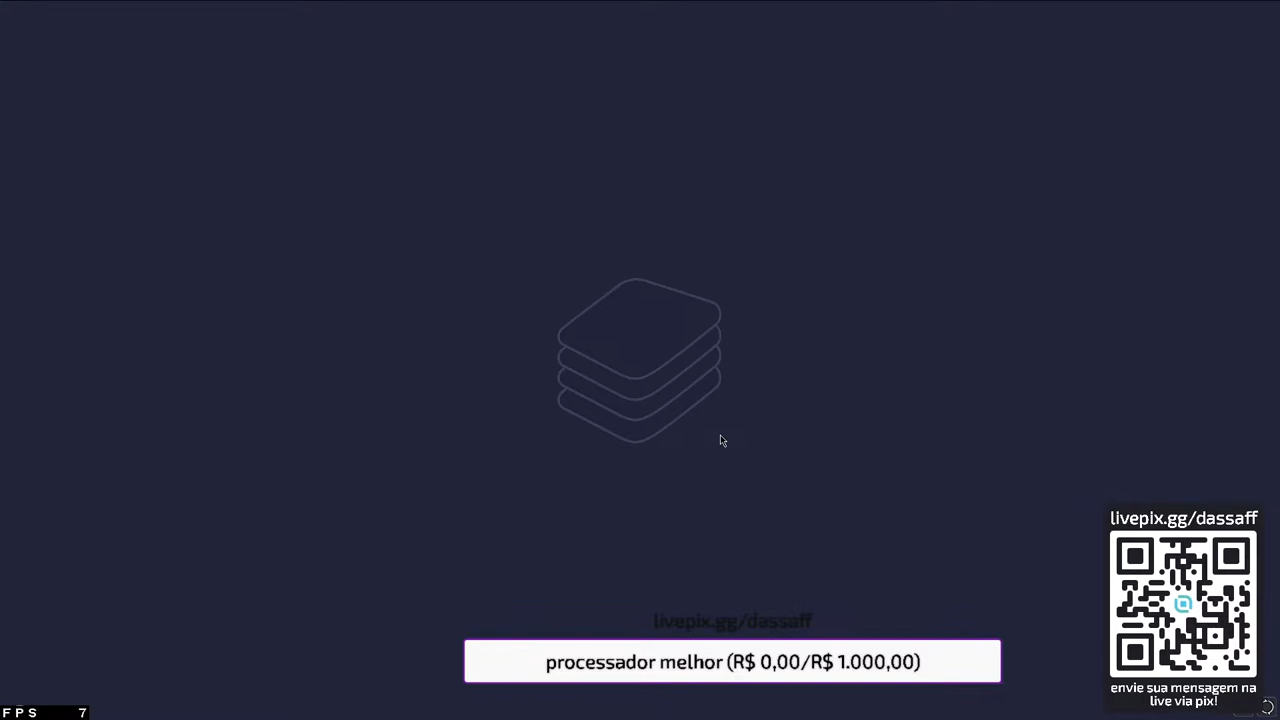 livepix.gg/dassaff
livepix.gg/dassaff
processador melhor (R$ 0,00/R$ 1.000,00)
envie sua mensagem na
live via pix!
FPS 7